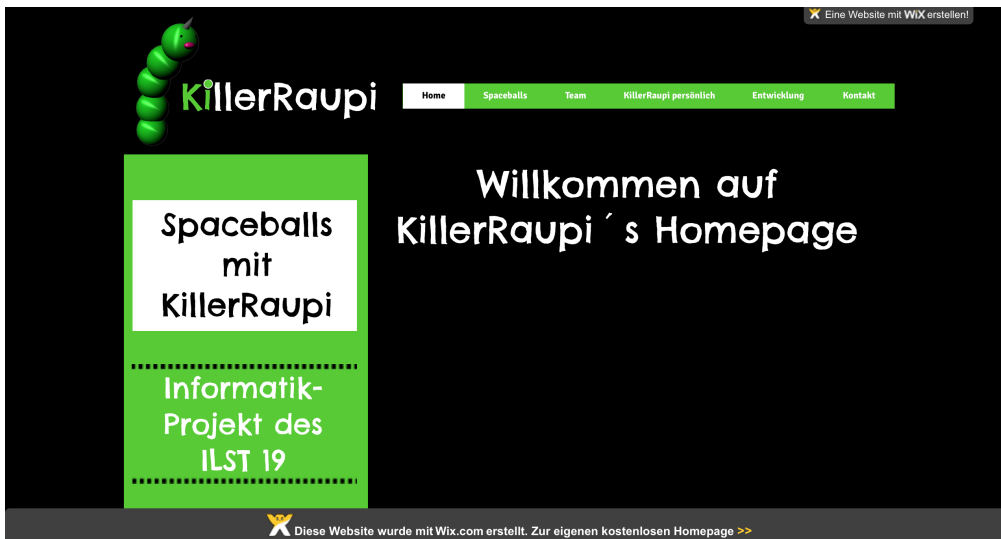 Eine Website mit WiX erstellen!
KillerRaupi
Home Spaceballs Team KillerRaupi persönlich Entwicklung Kontakt
Willkommen auf
KillerRaupi´s Homepage
Spaceballs
mit
KillerRaupi
Informatik-
Projekt des
ILST 19
Diese Website wurde mit Wix.com erstellt. Zur eigenen kostenlosen Homepage >>